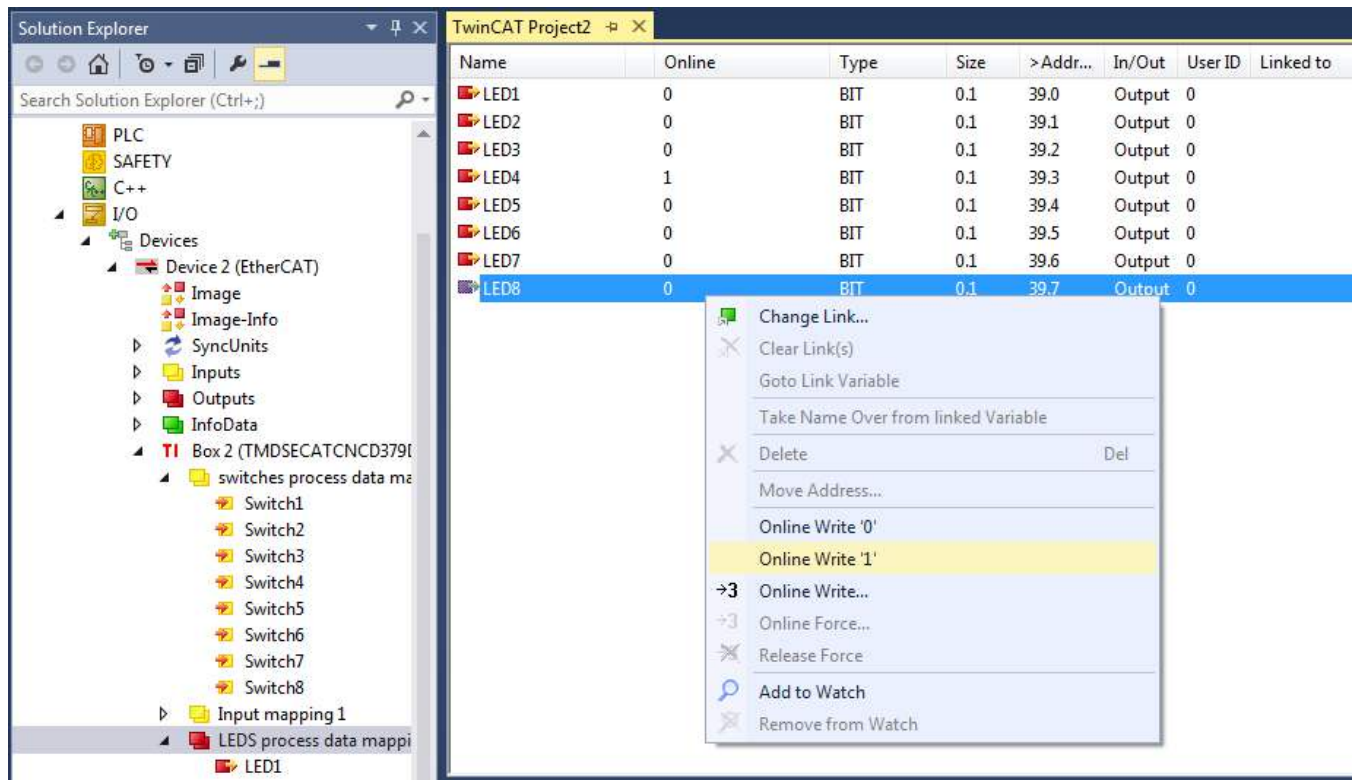 Solution Explorer
Search Solution Explorer (Ctrl+;)
PLC
SAFETY
C++
I/O
Devices
Device 2 (EtherCAT)
Image
Image-Info
SyncUnits
Inputs
Outputs
InfoData
TI Box 2 (TMDSECATCNCD379D
switches process data ma
Switch1
Switch2
Switch3
Switch4
Switch5
Switch6
Switch7
Switch8
Input mapping 1
LEDS process data mappi
LED1
TwinCAT Project2
Name Online Type Size >Addr... In/Out User ID Linked to
LED1 0 BIT 0.1 39.0 Output 0
LED2 0 BIT 0.1 39.1 Output 0
LED3 0 BIT 0.1 39.2 Output 0
LED4 1 BIT 0.1 39.3 Output 0
LED5 0 BIT 0.1 39.4 Output 0
LED6 0 BIT 0.1 39.5 Output 0
LED7 0 BIT 0.1 39.6 Output 0
LED8 0 BIT 0.1 39.7 Output 0
Change Link...
Clear Link(s)
Goto Link Variable
Take Name Over from linked Variable
Delete Del
Move Address...
Online Write '0'
Online Write '1'
→3 Online Write...
→3 Online Force...
Release Force
Add to Watch
Remove from Watch